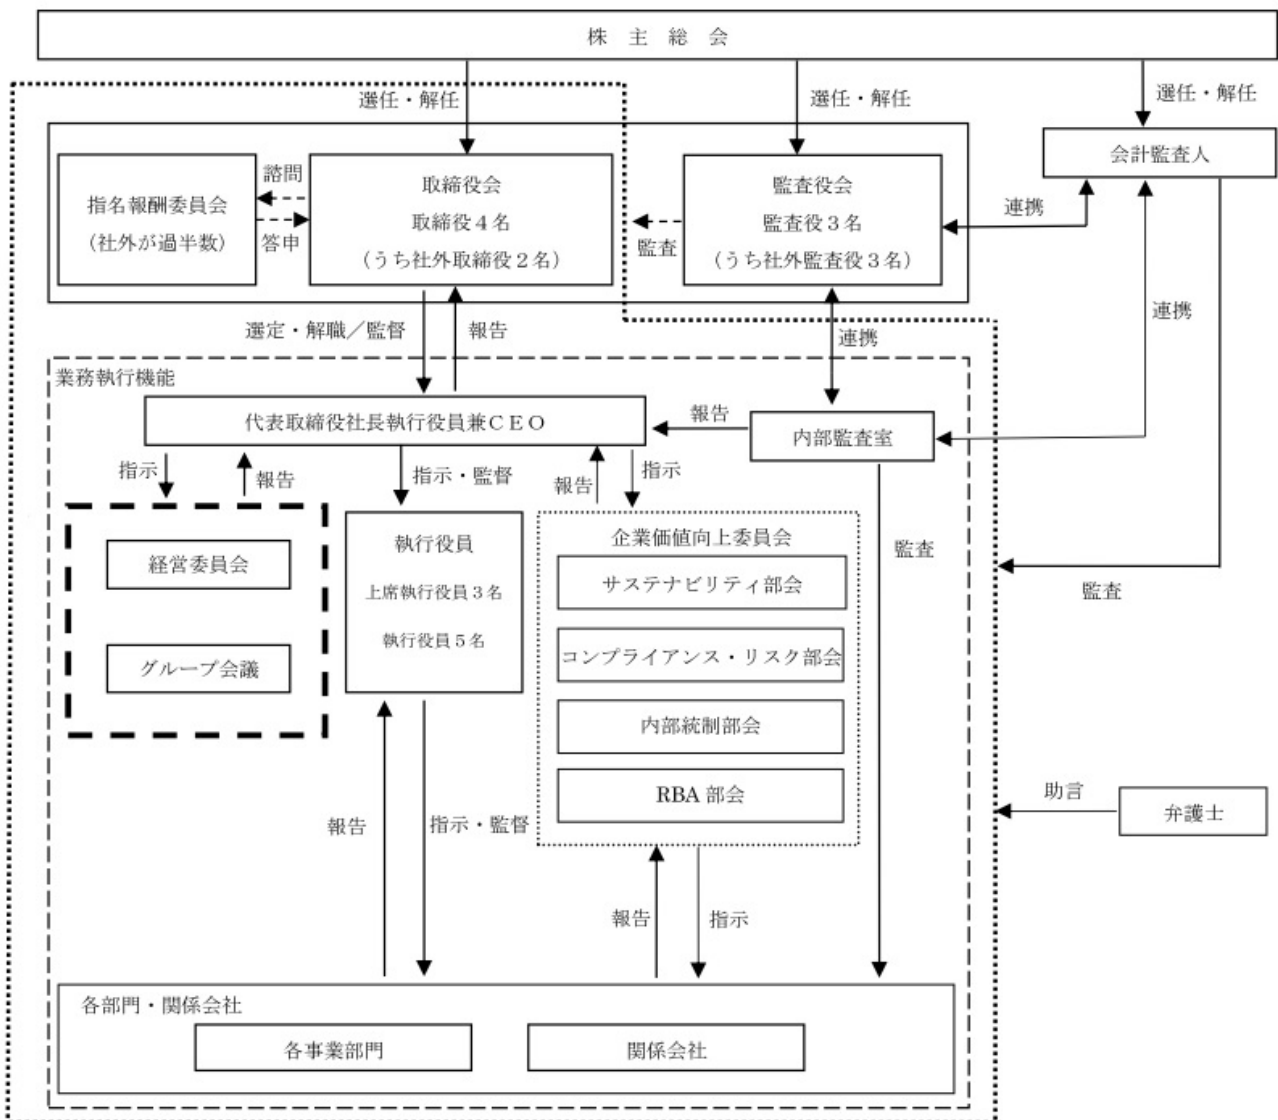 株 主 総 会
選任・解任
選任・解任
選任・解任
会計監査人
指名報酬委員会
(社外が過半数)
諮問
答申
取締役会
取締役4名
(うち社外取締役2名)
監査
監査役会
監査役3名
(うち社外監査役3名)
連携
連携
選定・解職/監督
報告
連携
業務執行機能
代表取締役社長執行役員兼CEO
報告
内部監査室
指示
報告
指示・監督
報告
指示
経営委員会
グループ会議
執行役員
上席執行役員3名
執行役員5名
企業価値向上委員会
サステナビリティ部会
コンプライアンス・リスク部会
内部統制部会
RBA 部会
監査
監査
助言
弁護士
報告
指示・監督
報告
指示
各部門・関係会社
各事業部門
関係会社